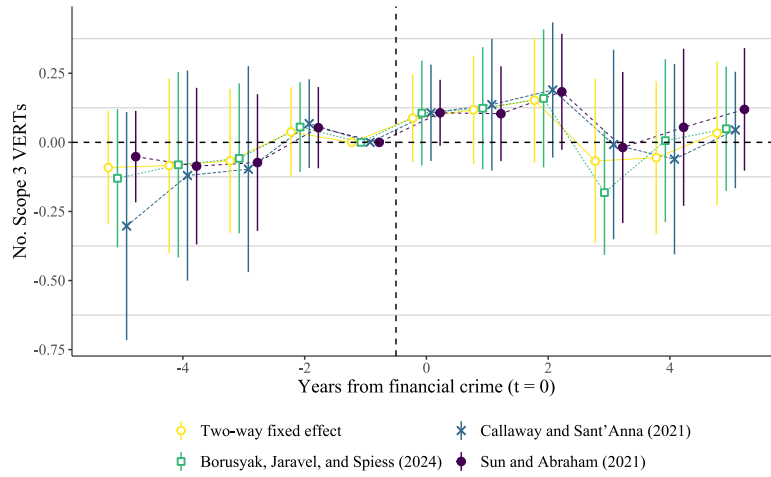 No. Scope 3 VERTs
0.25
0.00
-0.25
-0.50
-0.75
-4
-2
0
2
4
Years from financial crime (t = 0)
Two-way fixed effect
Callaway and Sant'Anna (2021)
Borusyak, Jaravel, and Spiess (2024)
Sun and Abraham (2021)